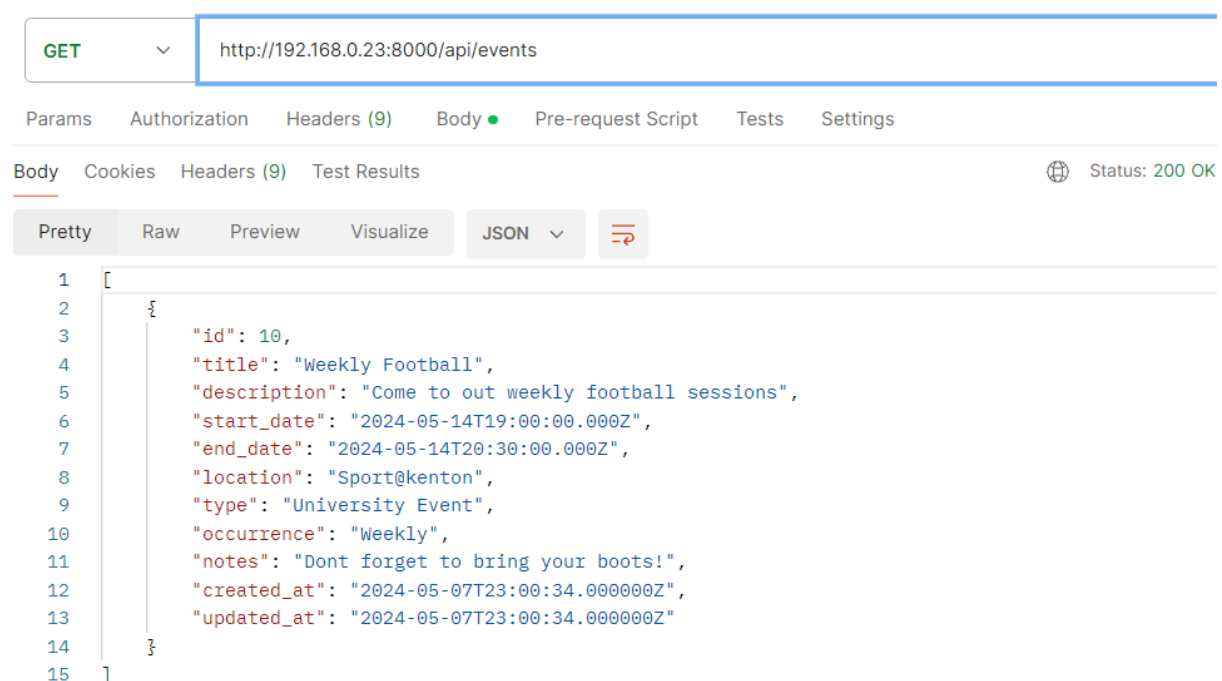 GET http://192.168.0.23:8000/api/events
Params Authorization Headers (9) Body Pre-request Script Tests Settings
Body Cookies Headers (9) Test Results Status: 200 OK
Pretty Raw Preview Visualize JSON
1 [
2 {
3 "id": 10,
4 "title": "Weekly Football",
5 "description": "Come to out weekly football sessions",
6 "start_date": "2024-05-14T19:00:00.000Z",
7 "end_date": "2024-05-14T20:30:00.000Z",
8 "location": "Sport@kenton",
9 "type": "University Event",
10 "occurrence": "Weekly",
11 "notes": "Dont forget to bring your boots!",
12 "created_at": "2024-05-07T23:00:34.000000Z",
13 "updated_at": "2024-05-07T23:00:34.000000Z"
14 }
15 ]